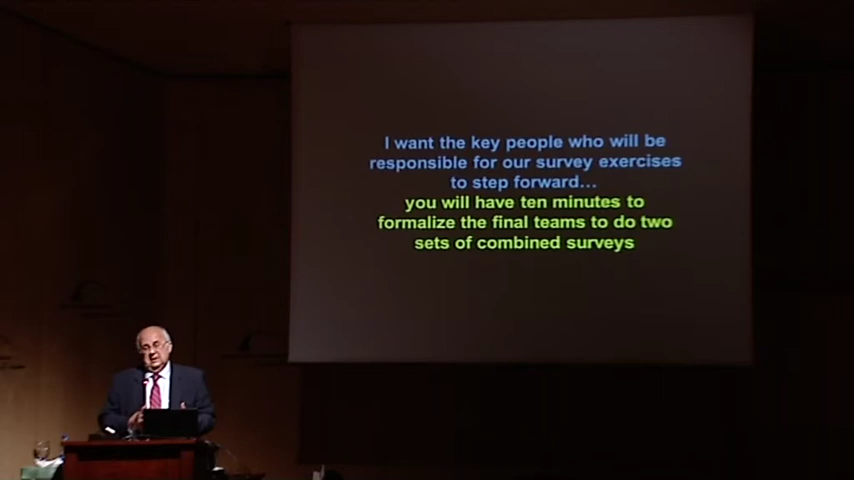 I want the key people who will be
responsible for our survey exercises
to step forward...
you will have ten minutes to
formalize the final teams to do two
sets of combined surveys